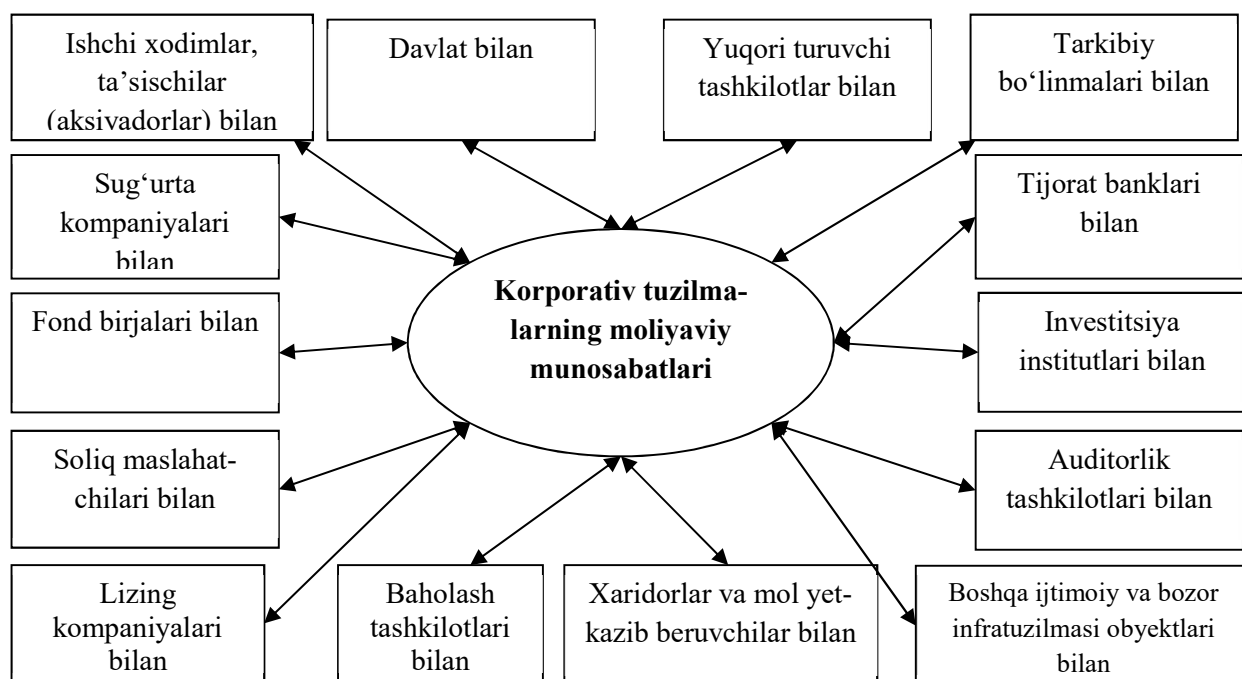 Ishchi xodimlar,
ta’sischilar
(aksivadorlar) bilan
Davlat bilan
Yuqori turuvchi
tashkilotlar bilan
Tarkibiy
bo‘linmalari bilan
Sug‘urta
kompaniyalari
bilan
Tijorat banklari
bilan
Korporativ tuzilma-
larning moliyaviy
munosabatlari
Fond birjalari bilan
Investitsiya
institutlari bilan
Soliq maslahat-
chilari bilan
Auditorlik
tashkilotlari bilan
Lizing
kompaniyalari
bilan
Baholash
tashkilotlari
bilan
Xaridorlar va mol yet-
kazib beruvchilar bilan
Boshqa ijtimoiy va bozor
infratuzilmasi obyektlari
bilan